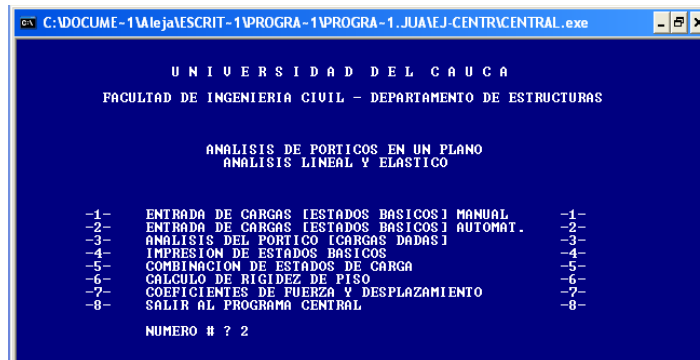 C:\DOCUME~1\Aleja\ESCRIT~1\PROGRA~1\PROGRA~1.JUA\EJ-CENTR\CENTRAL.exe
U N I V E R S I D A D D E L C A U C A
FACULTAD DE INGENIERIA CIVIL - DEPARTAMENTO DE ESTRUCTURAS
ANALISIS DE PORTICOS EN UN PLANO
ANALISIS LINEAL Y ELASTICO
-1- ENTRADA DE CARGAS [ESTADOS BASICOS] MANUAL -1-
-2- ENTRADA DE CARGAS [ESTADOS BASICOS] AUTOMAT. -2-
-3- ANALISIS DEL PORTICO [CARGAS DADAS] -3-
-4- IMPRESION DE ESTADOS BASICOS -4-
-5- COMBINACION DE ESTADOS DE CARGA -5-
-6- CALCULO DE RIGIDEZ DE PISO -6-
-7- COEFICIENTES DE FUERZA Y DESPLAZAMIENTO -7-
-8- SALIR AL PROGRAMA CENTRAL -8-
NUMERO # ? 2